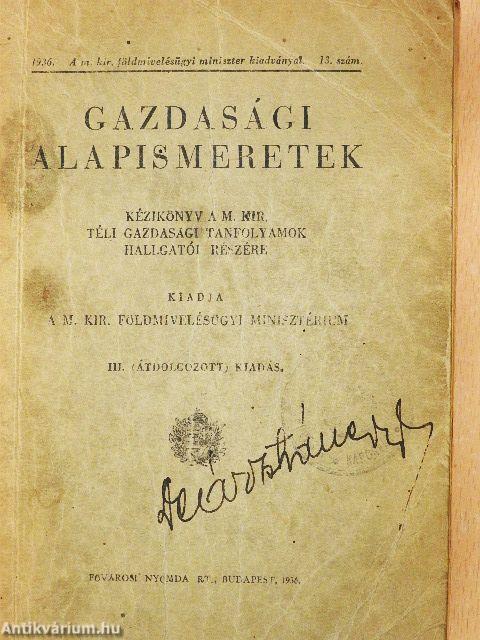 1936. A m. kir. földmivelésügyi miniszter kiadványai. 13. szám.
GAZDASÁGI
ALAPISMERETEK
KÉZIKÖNYV A M. KIR.
TÉLI GAZDASÁGI TANFOLYAMOK
HALLGATÓI RÉSZÉRE
KIADJA
A M. KIR. FÖLDMIVELÉSÜGYI MINISZTÉRIUM
III. (ÁTDOLGOZOTT) KIADÁS.
FŐVÁROSI NYOMDA RT., BUDAPEST, 1936.
Antikvárium.hu